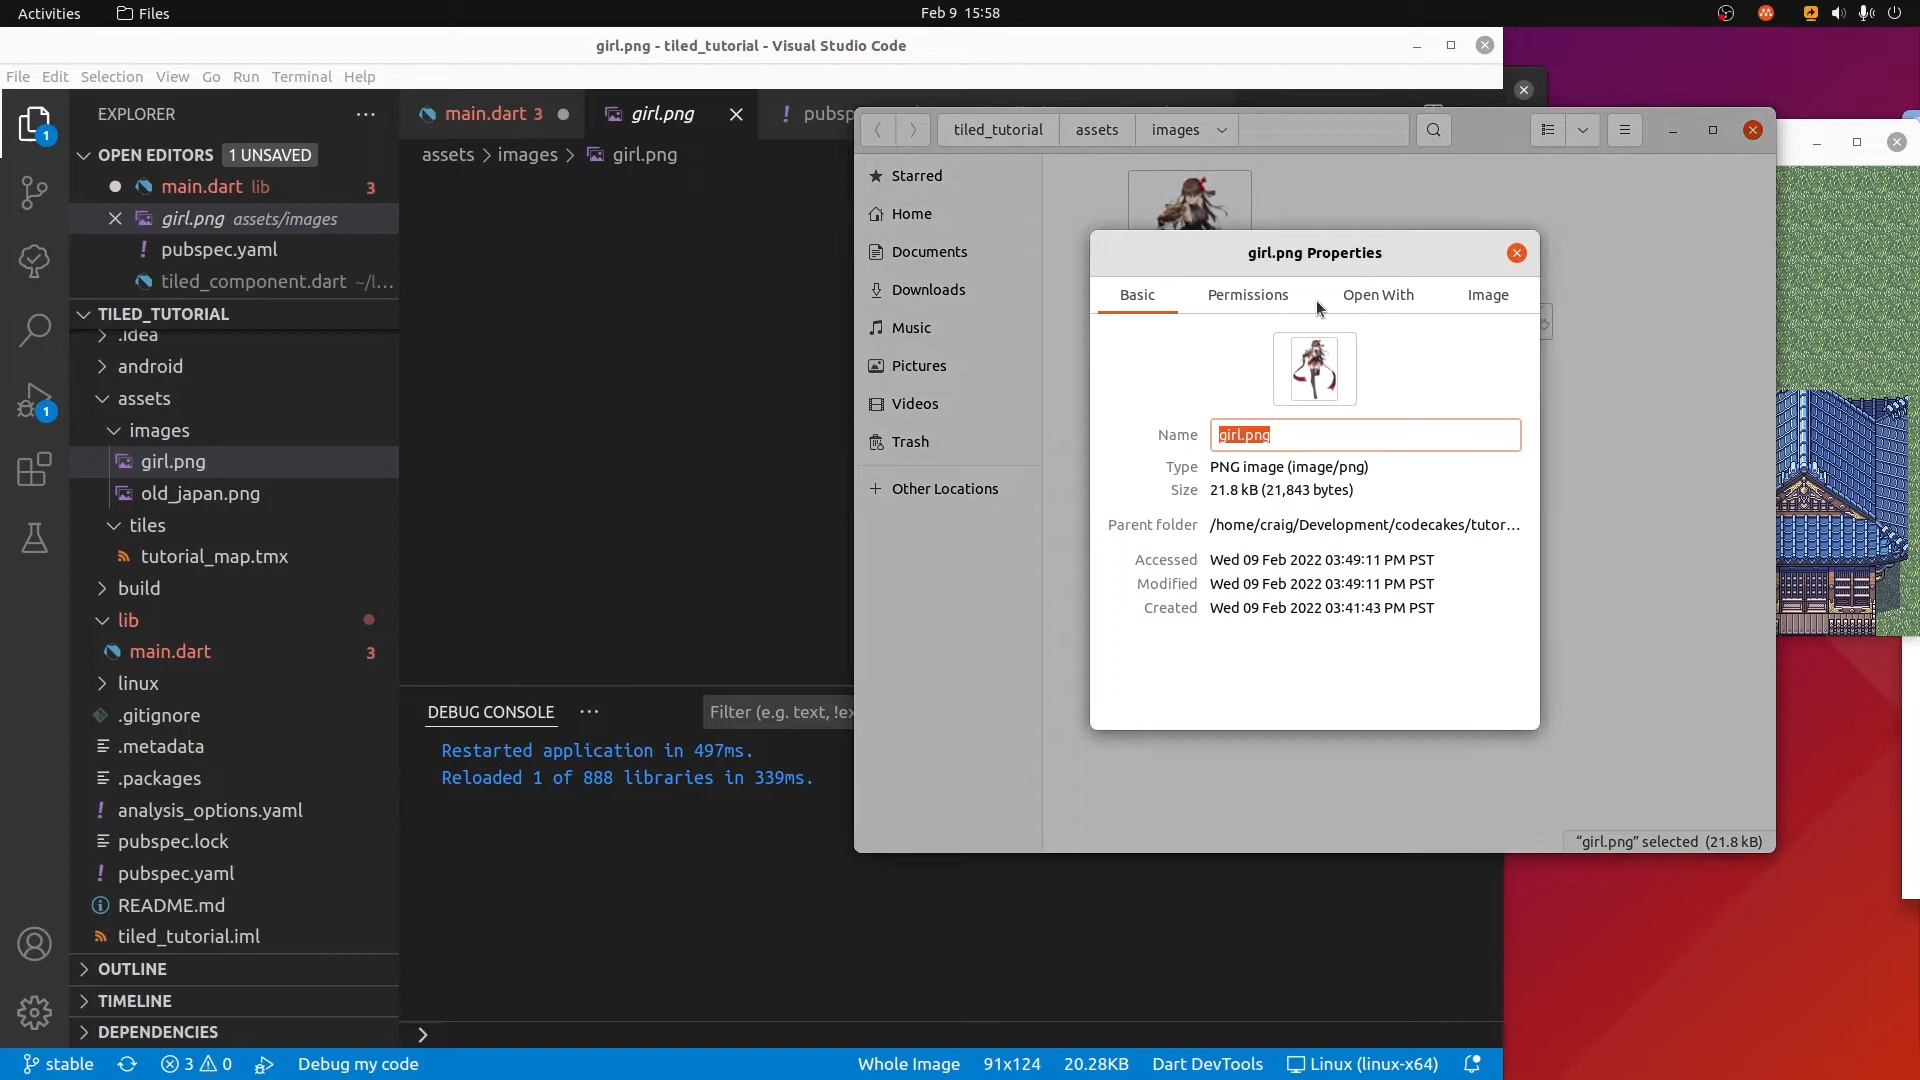 Activities
Files
Feb 9 15:58
girl.png - tiled_tutorial - Visual Studio Code
File Edit Selection View Go Run Terminal Help
EXPLORER
OPEN EDITORS 1 UNSAVED
main.dart lib 3
girl.png assets/images
pubspec.yaml
tiled_component.dart ~/l...
TILED_TUTORIAL
.idea
android
assets
images
girl.png
old_japan.png
tiles
tutorial_map.tmx
build
lib
main.dart 3
linux
.gitignore
.metadata
.packages
analysis_options.yaml
pubspec.lock
pubspec.yaml
README.md
tiled_tutorial.iml
OUTLINE
TIMELINE
DEPENDENCIES
1
1
main.dart 3
girl.png
pubsp
assets > images > girl.png
DEBUG CONSOLE
Filter (e.g. text, !ex
Restarted application in 497ms.
Reloaded 1 of 888 libraries in 339ms.
tiled_tutorial
assets
images
Starred
Home
Documents
Downloads
Music
Pictures
Videos
Trash
Other Locations
girl.png Properties
Basic
Permissions
Open With
Image
Name girl.png
Type PNG image (image/png)
Size 21.8 kB (21,843 bytes)
Parent folder /home/craig/Development/codecakes/tutor...
Accessed Wed 09 Feb 2022 03:49:11 PM PST
Modified Wed 09 Feb 2022 03:49:11 PM PST
Created Wed 09 Feb 2022 03:41:43 PM PST
“girl.png” selected (21.8 kB)
stable
3 0
Debug my code
Whole Image
91x124
20.28KB
Dart DevTools
Linux (linux-x64)